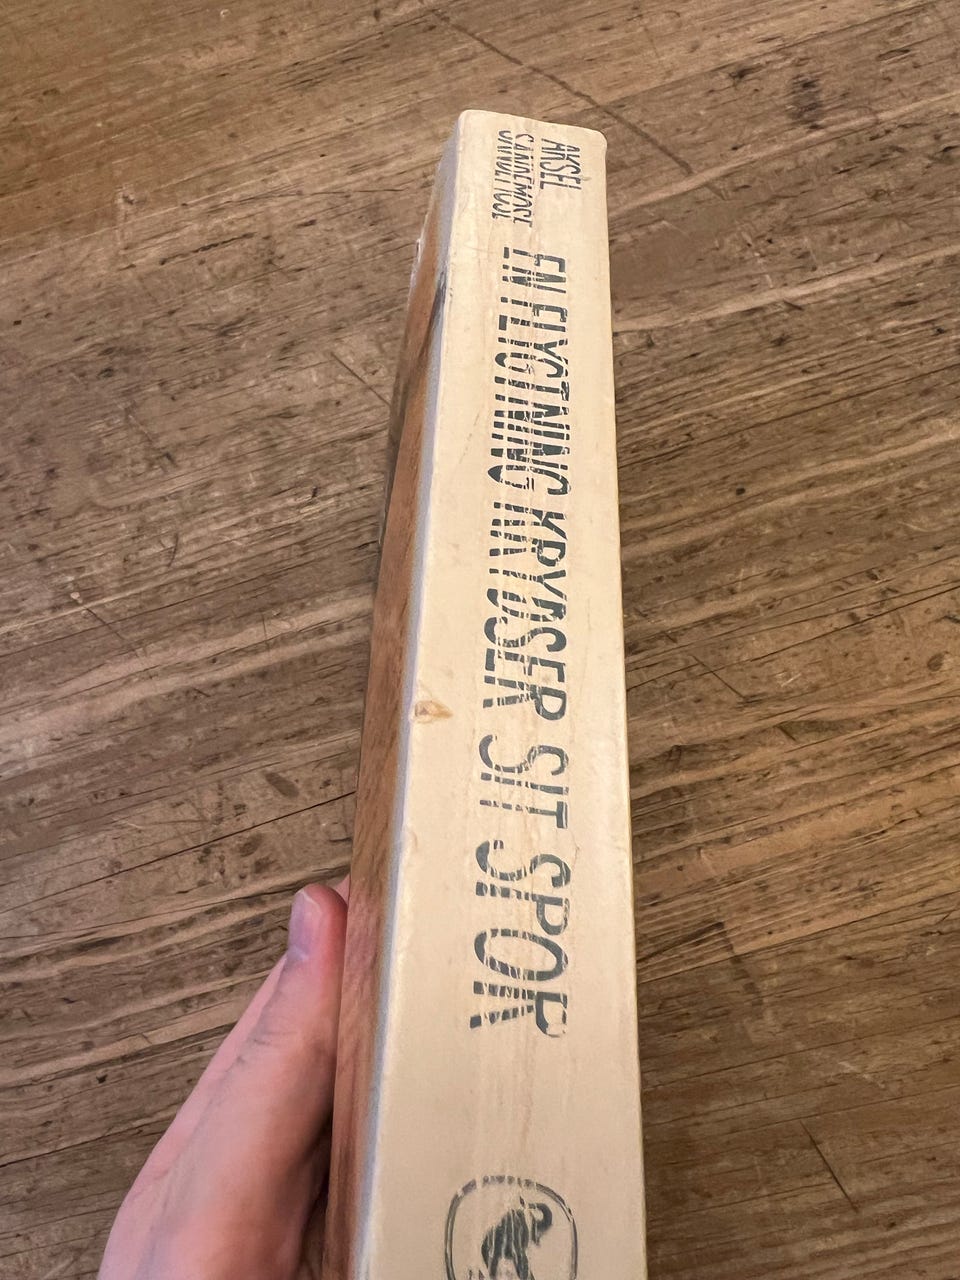 AKSEL
SANDEMOSE
EN FLYGTNING KRYDSER SIT SPOR